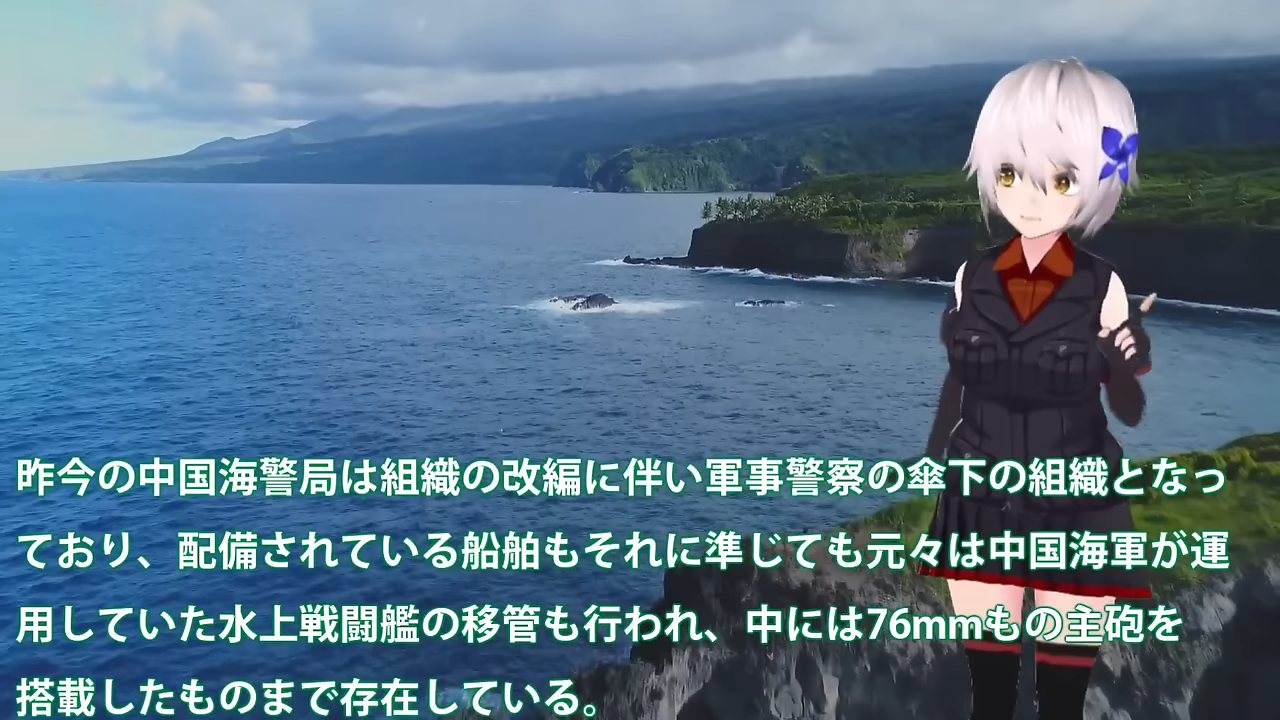 昨今の中国海警局は組織の改編に伴い軍事警察の傘下の組織となっ
ており、配備されている船舶もそれに準じても元々は中国海軍が運
用していた水上戦闘艦の移管も行われ、中には76mmもの主砲を
搭載したものまで存在している。